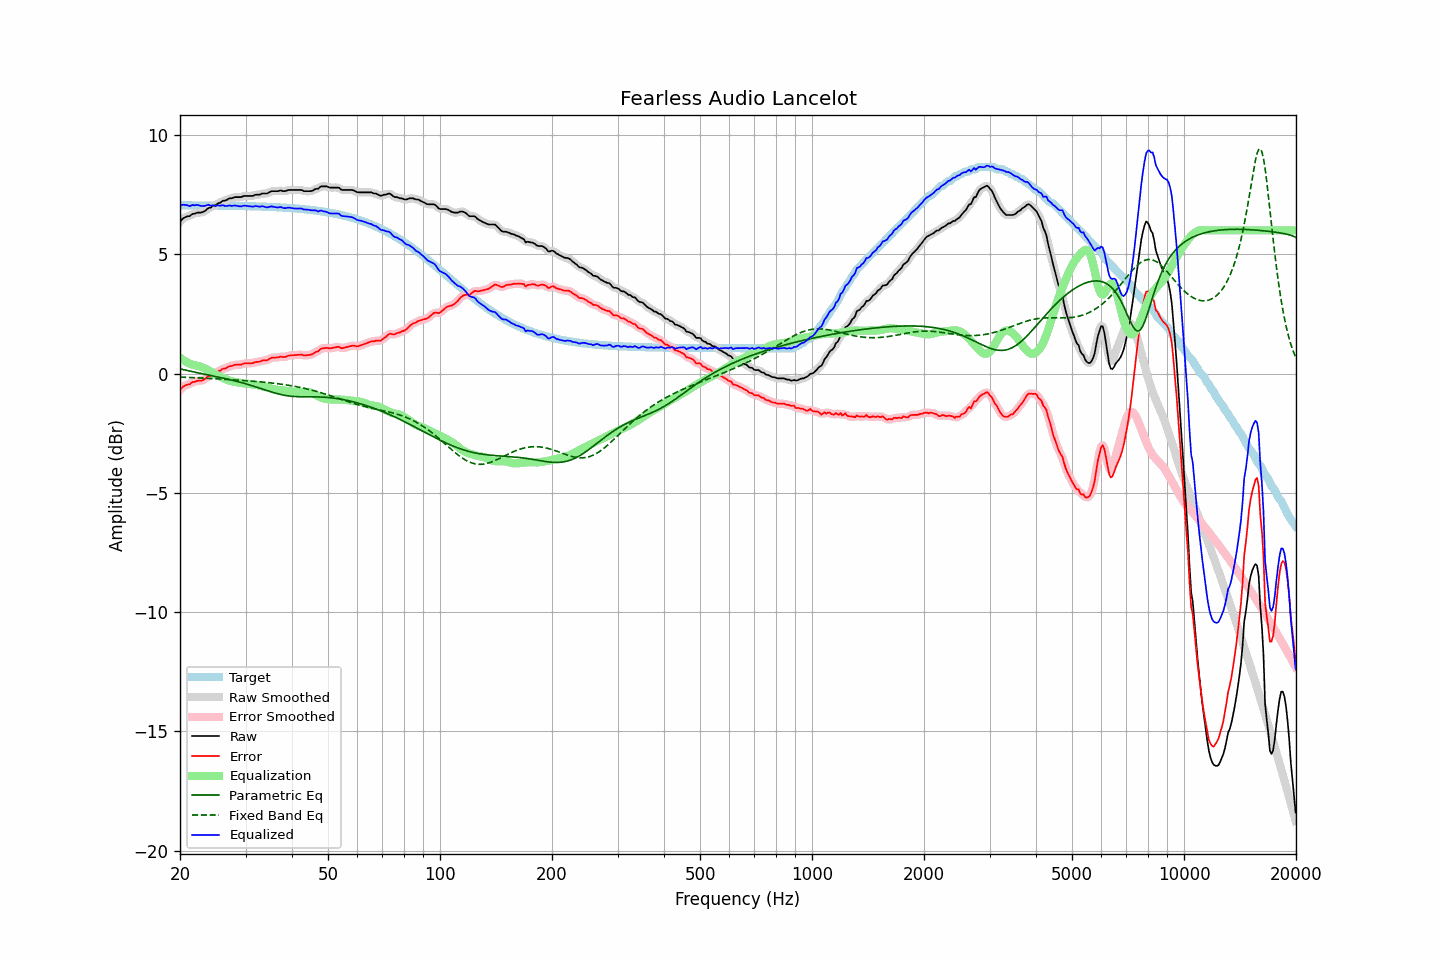 Fearless Audio Lancelot
10
5
0
−5
−10
−15
−20
Amplitude (dBr)
Target
Raw Smoothed
Error Smoothed
Raw
Error
Equalization
Parametric Eq
Fixed Band Eq
Equalized
20 50 100 200 500 1000 2000 5000 10000 20000
Frequency (Hz)